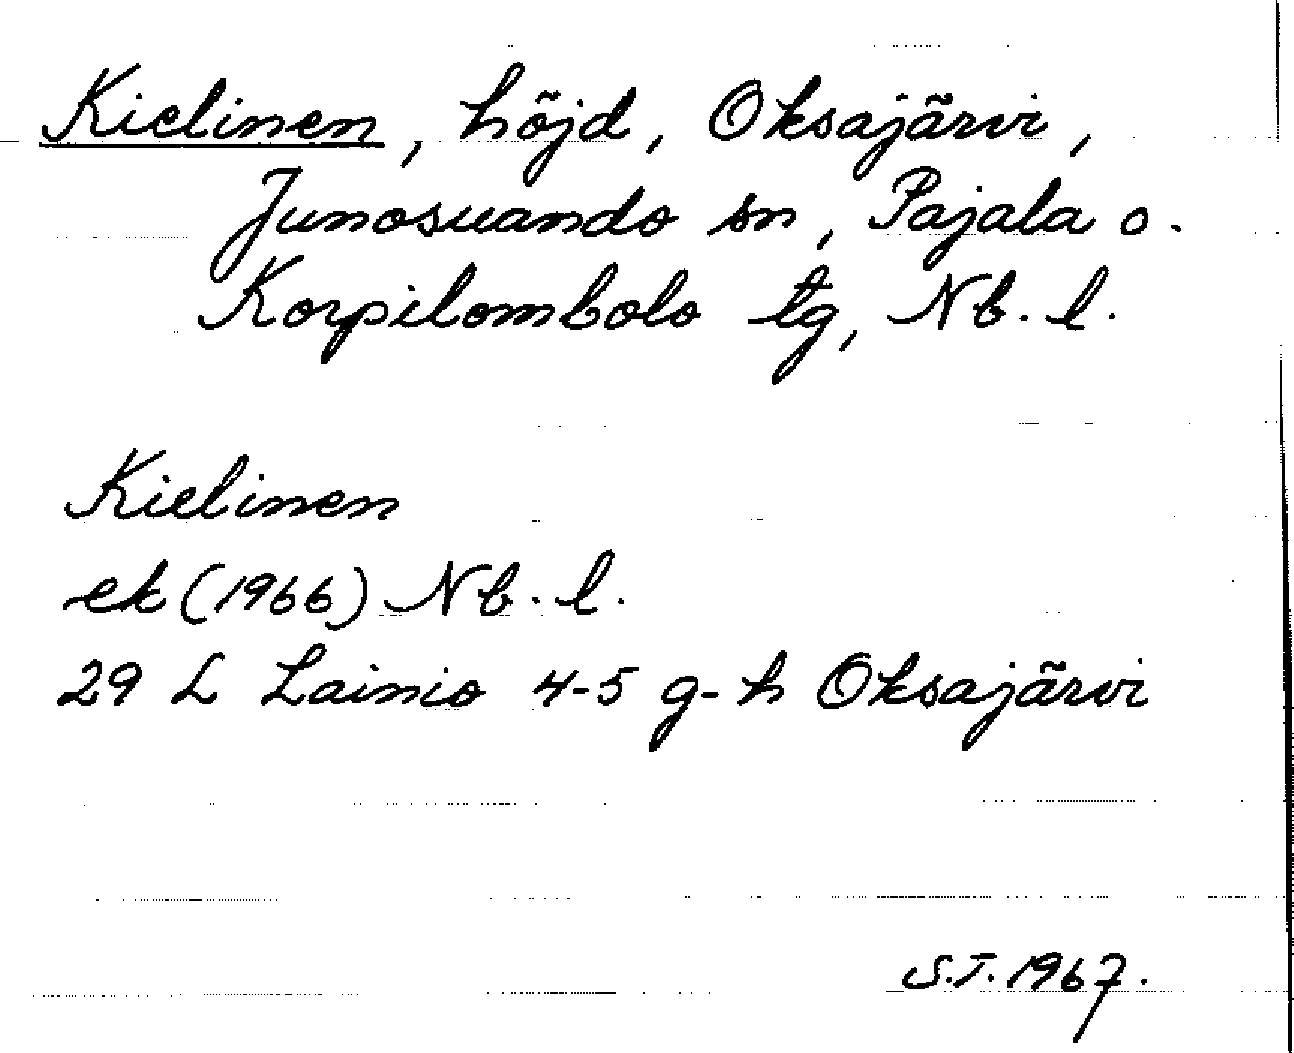 Kielinen, höjd, Oksajärvi,
Junosuando sn, Pajala o.
Korpilombolo tg, Nb. l.
Kielinen
ek (1966) Nb. l.
29 L Lainio 4-5 g-h Oksajärvi
S.T. 1967.